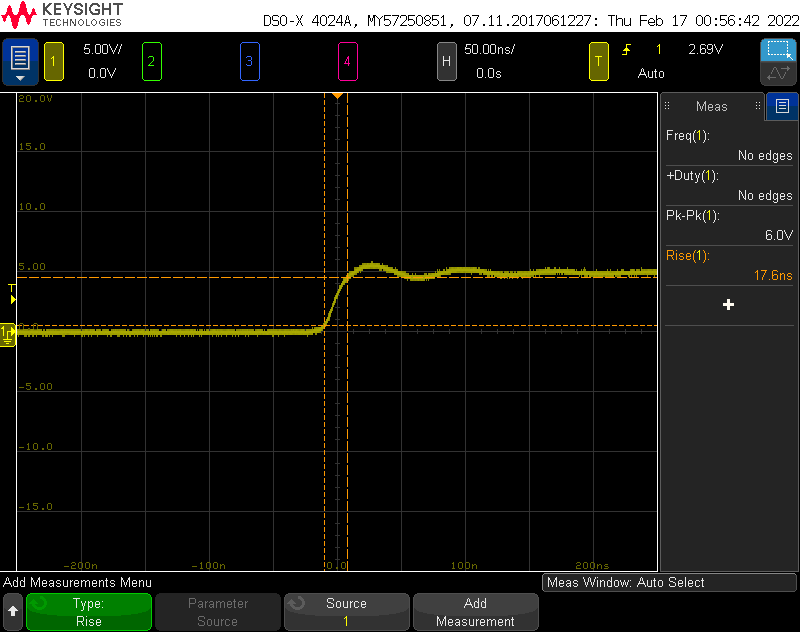 KEYSIGHT
TECHNOLOGIES
DSO-X 4024A, MY57250851, 07.11.2017061227: Thu Feb 17 00:56:42 2022
1 5.00V/ 2 3 4 H 50.00ns/ T 1 2.69V
0.0V 0.0s Auto
20.0V
15.0
10.0
5.00
-5.00
-10.0
-15.0
-200n -100n 0.0 100n 200ns
T
1
Meas
Freq(1):
No edges
+Duty(1):
No edges
Pk-Pk(1):
6.0V
Rise(1):
17.6ns
+
Add Measurements Menu
Meas Window: Auto Select
Type:
Rise
Parameter
Source
Source
1
Add
Measurement